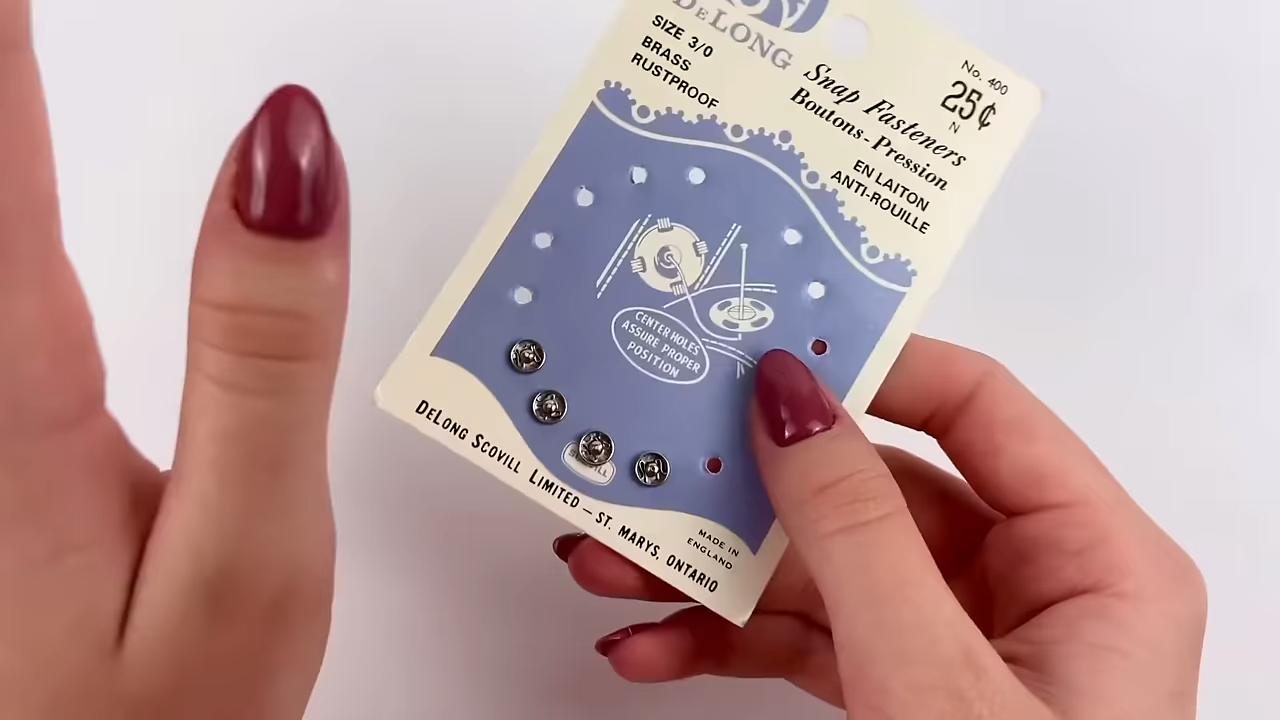 DeLONG
SIZE 3/0
BRASS
RUSTPROOF
Snap Fasteners
Boutons-Pression
No. 400
25¢
N
EN LAITON
ANTI-ROUILLE
CENTER HOLES
ASSURE PROPER
POSITION
DeLONG SCOVILL LIMITED – ST. MARYS, ONTARIO
MADE IN
ENGLAND